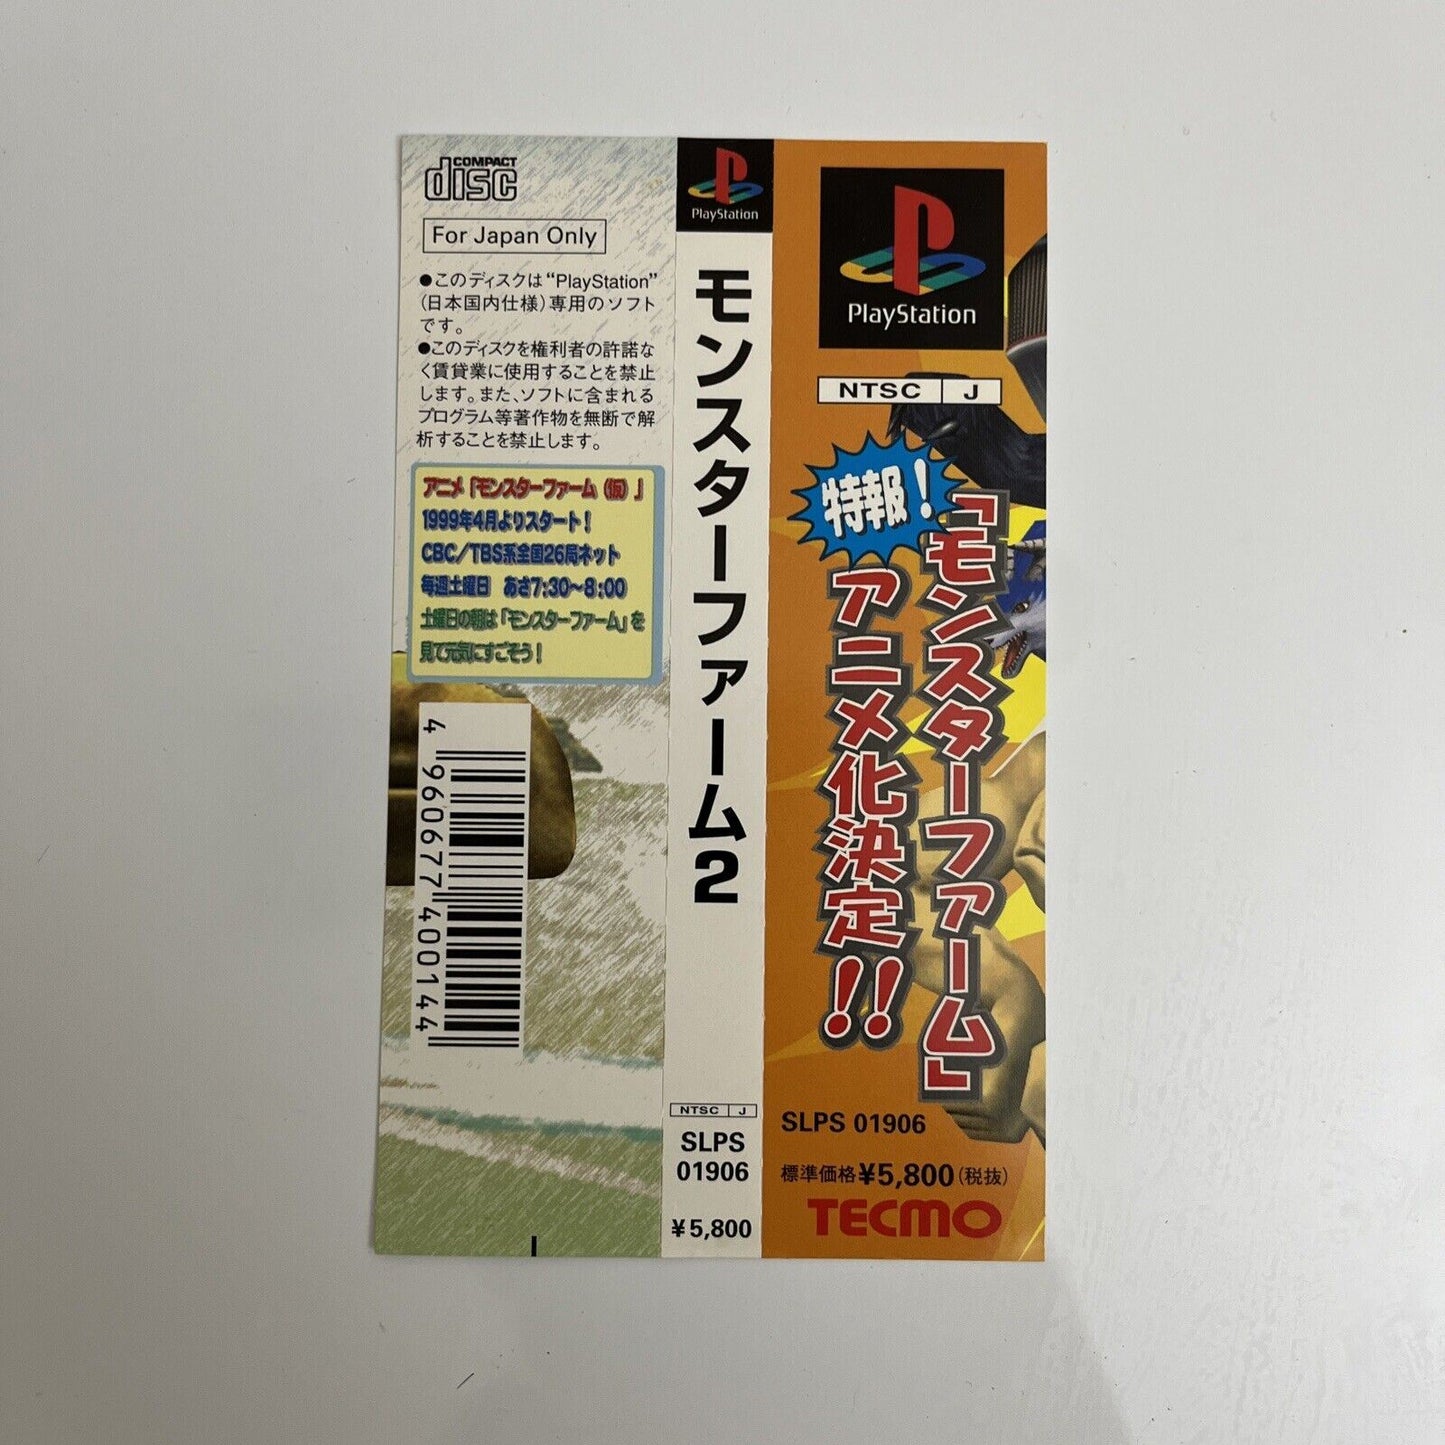 COMPACT
disc
For Japan Only
●このディスクは“PlayStation”
(日本国内仕様)専用のソフト
です。
●このディスクを権利者の許諾な
く賃貸業に使用することを禁止
します。また、ソフトに含まれる
プログラム等著作物を無断で解
析することを禁止します。
アニメ「モンスターファーム(仮)」
1999年4月よりスタート!
CBC/TBS系全国26局ネット
毎週土曜日 あさ7:30〜8:00
土曜日の朝は「モンスターファーム」を
見て元気にすごそう!
4 960677 400144
PlayStation
モンスターファーム2
NTSC J
SLPS
01906
¥5,800
PlayStation
NTSC J
特報!
「モンスターファーム」
アニメ化決定!!
SLPS 01906
標準価格¥5,800(税抜)
TECMO